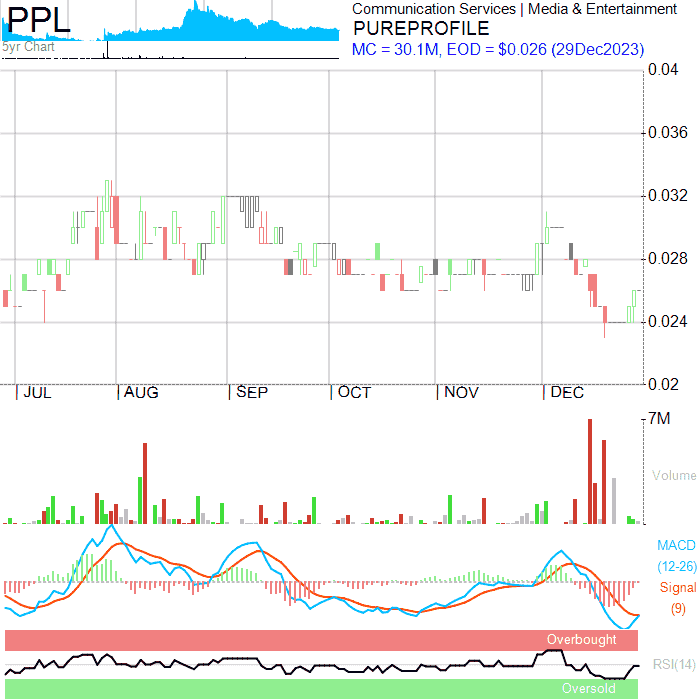 PPL
5yr Chart
Communication Services | Media & Entertainment
PUREPROFILE
MC = 30.1M, EOD = $0.026 (29Dec2023)
0.04
0.036
0.032
0.028
0.024
0.02
JUL AUG SEP OCT NOV DEC
7M
Volume
MACD
(12-26)
Signal
(9)
Overbought
RSI(14)
Oversold